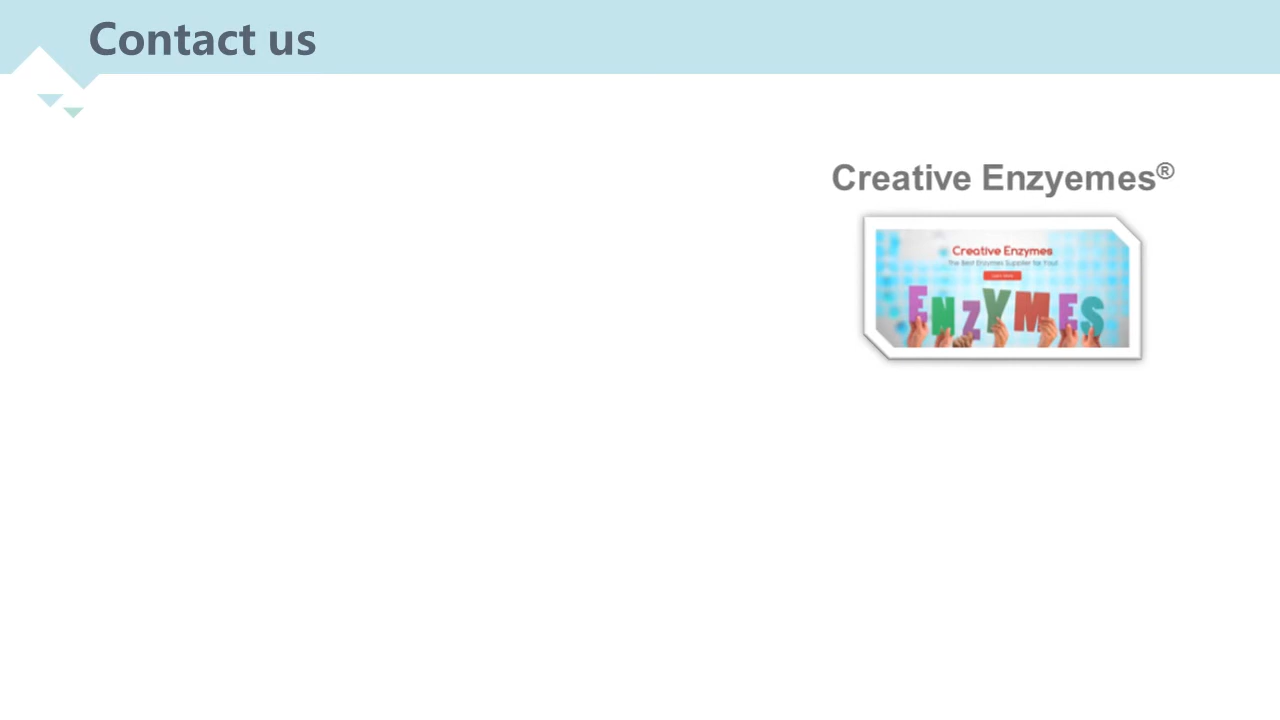 Contact us
Creative Enzyemes®
Creative Enzymes
The Best Enzymes Supplier for You!
ENZYMES